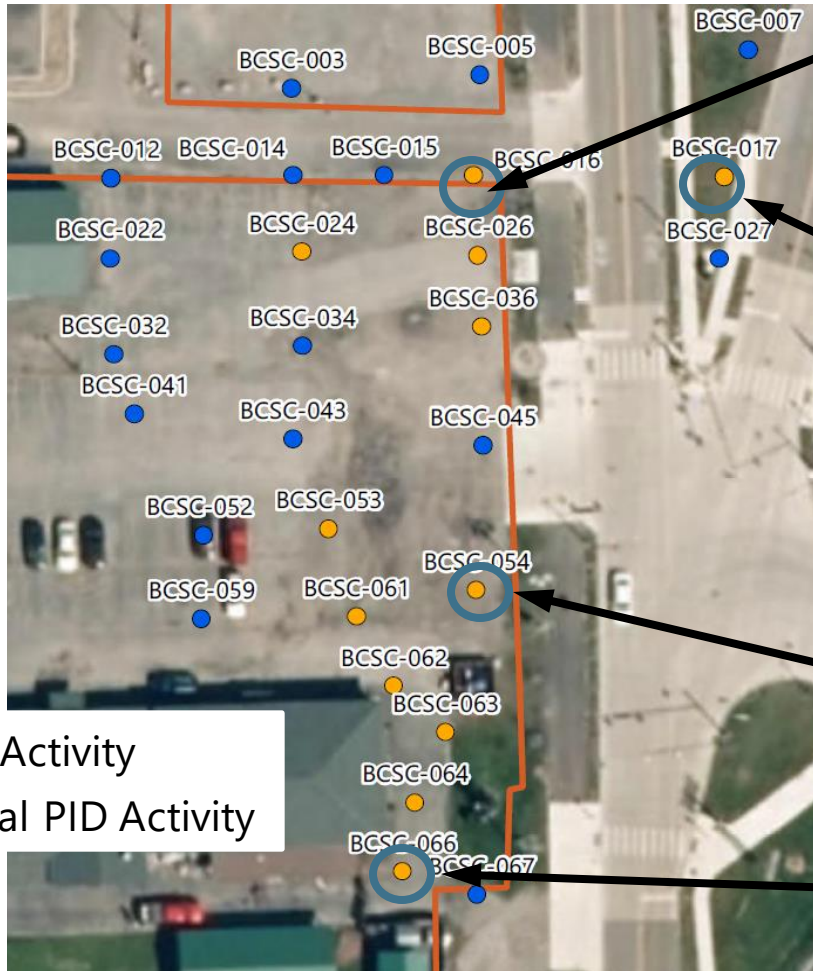 BCSC-007
BCSC-005
BCSC-003
BCSC-012
BCSC-014
BCSC-015
BCSC-016
BCSC-017
BCSC-022
BCSC-024
BCSC-026
BCSC-027
BCSC-032
BCSC-034
BCSC-036
BCSC-041
BCSC-043
BCSC-045
BCSC-052
BCSC-053
BCSC-054
BCSC-059
BCSC-061
BCSC-062
BCSC-063
Activity
BCSC-064
al PID Activity
BCSC-066
BCSC-067